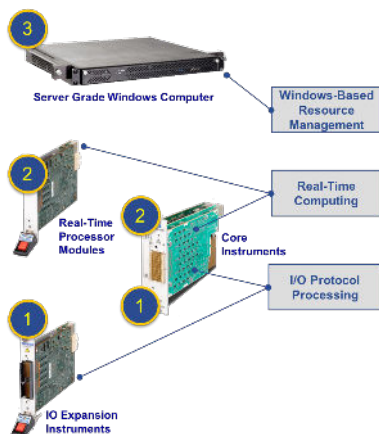 3
Server Grade Windows Computer
Windows-Based
Resource
Management
2
Real-Time
Processor
Modules
2
Core
Instruments
1
Real-Time
Computing
I/O Protocol
Processing
1
IO Expansion
Instruments